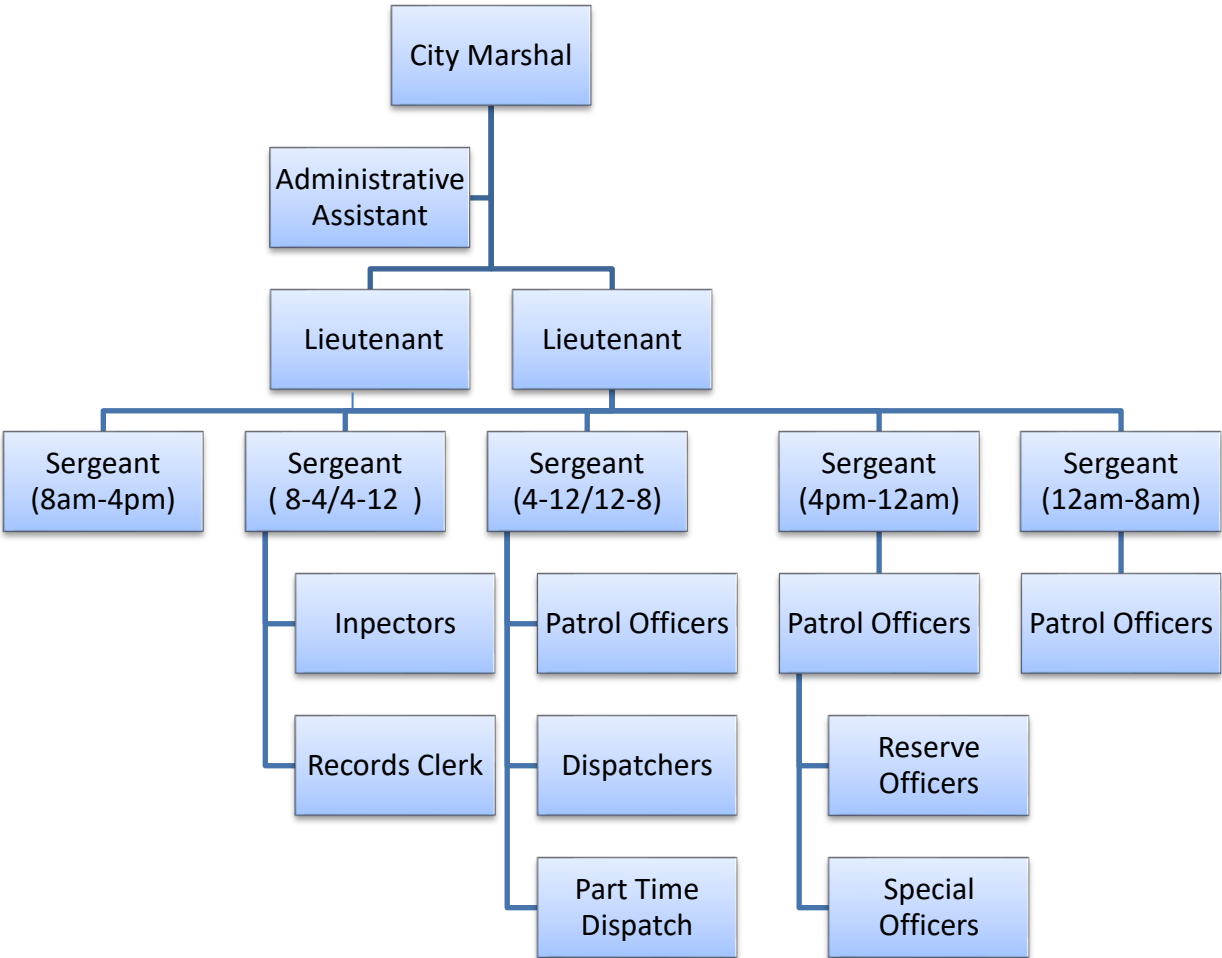 City Marshal
Administrative
Assistant
Lieutenant
Lieutenant
Sergeant
(8am-4pm)
Sergeant
( 8-4/4-12  )
Sergeant
(4-12/12-8)
Sergeant
(4pm-12am)
Sergeant
(12am-8am)
Inpectors
Patrol Officers
Patrol Officers
Patrol Officers
Records Clerk
Dispatchers
Reserve
Officers
Part Time
Dispatch
Special
Officers